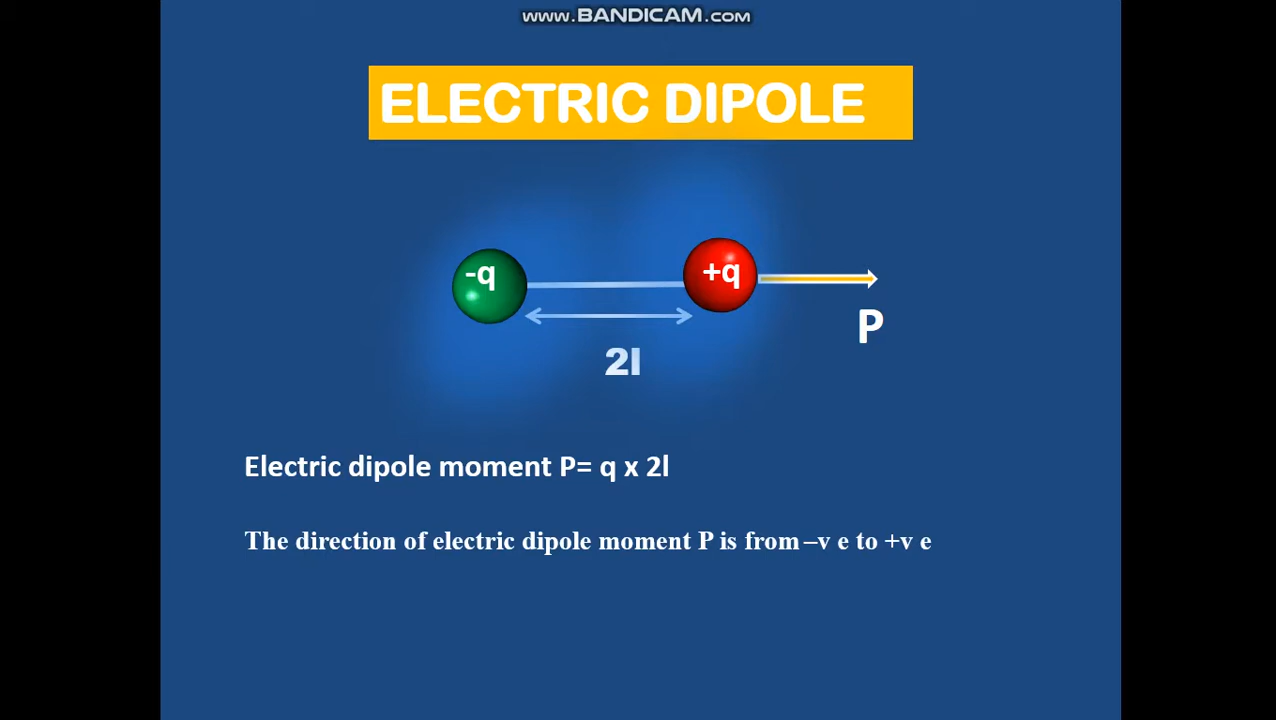 www.BANDICAM.com
ELECTRIC DIPOLE
-q
+q
P
2l
Electric dipole moment P= q x 2l
The direction of electric dipole moment P is from –v e to +v e